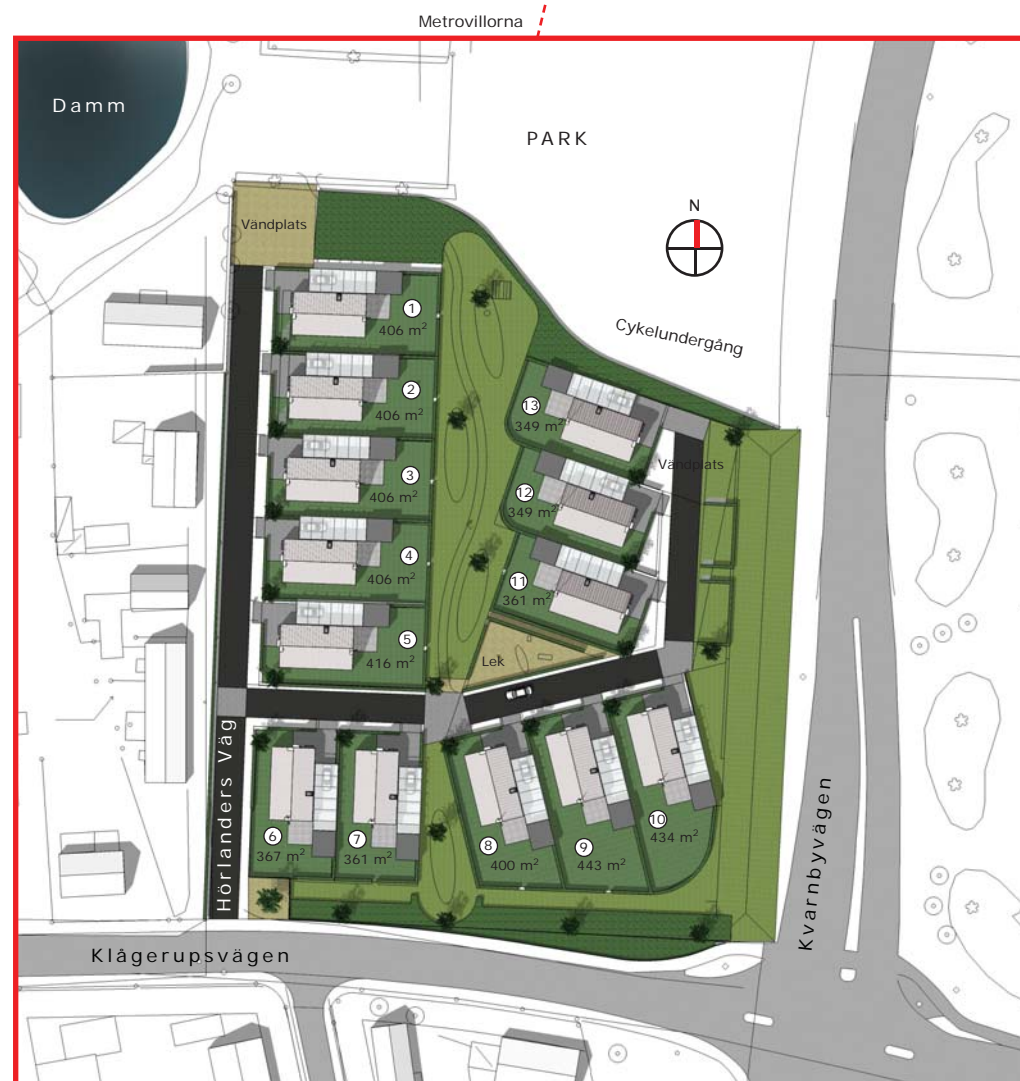 Metrovillorna
Damm
PARK
Vändplats
N
Cykelundergång
1
406 m²
2
406 m²
3
406 m²
4
406 m²
5
416 m²
13
349 m²
Vändplats
12
349 m²
11
361 m²
Lek
Hörlanders Väg
6
367 m²
7
361 m²
8
400 m²
9
443 m²
10
434 m²
Kvarnbyvägen
Klågerupsvägen